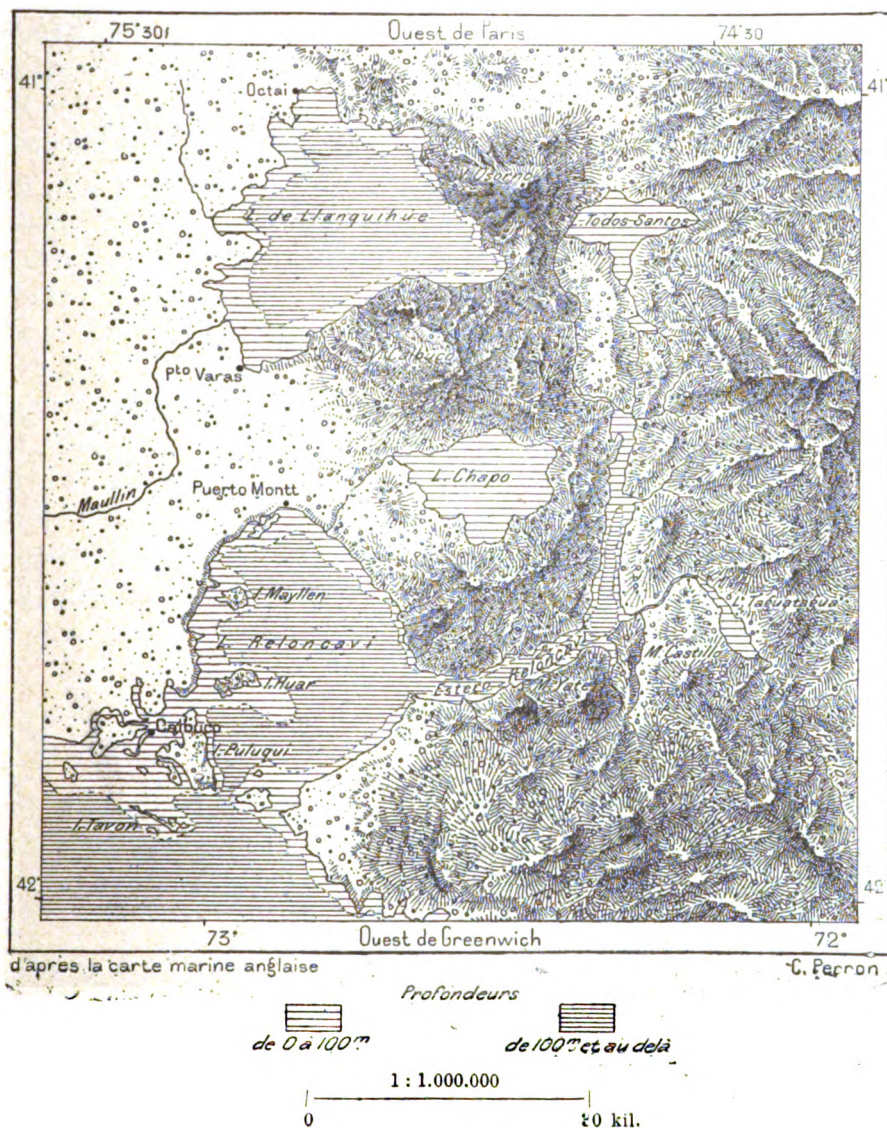 75°30'
Ouest de Paris
74°30
41°
41°
Octai
L. de Llanquihue
Todos-Santos
Pto Varas
Maullin
Puerto Montt
L. Chapo
I. Mayllen
L. Reloncavi
I. Huar
Estero Reloncavi
M. Castillo
Calbuco
I. Puluqui
I. Tavon
42°
42
73°
Ouest de Greenwich
72°
d'après la carte marine anglaise
C. Perron
Profondeurs
de 0 à 100m
de 100m et au delà
1 : 1.000.000
0
20 kil.